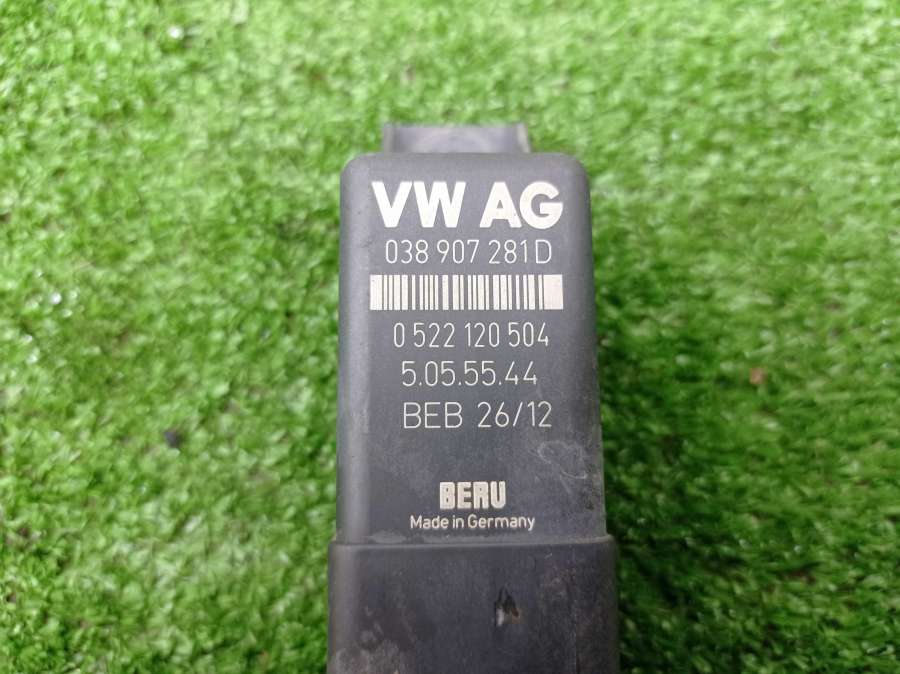 VW AG
038 907 281D
0 522 120 504
5.05.55.44
BEB 26/12
BERU
Made in Germany